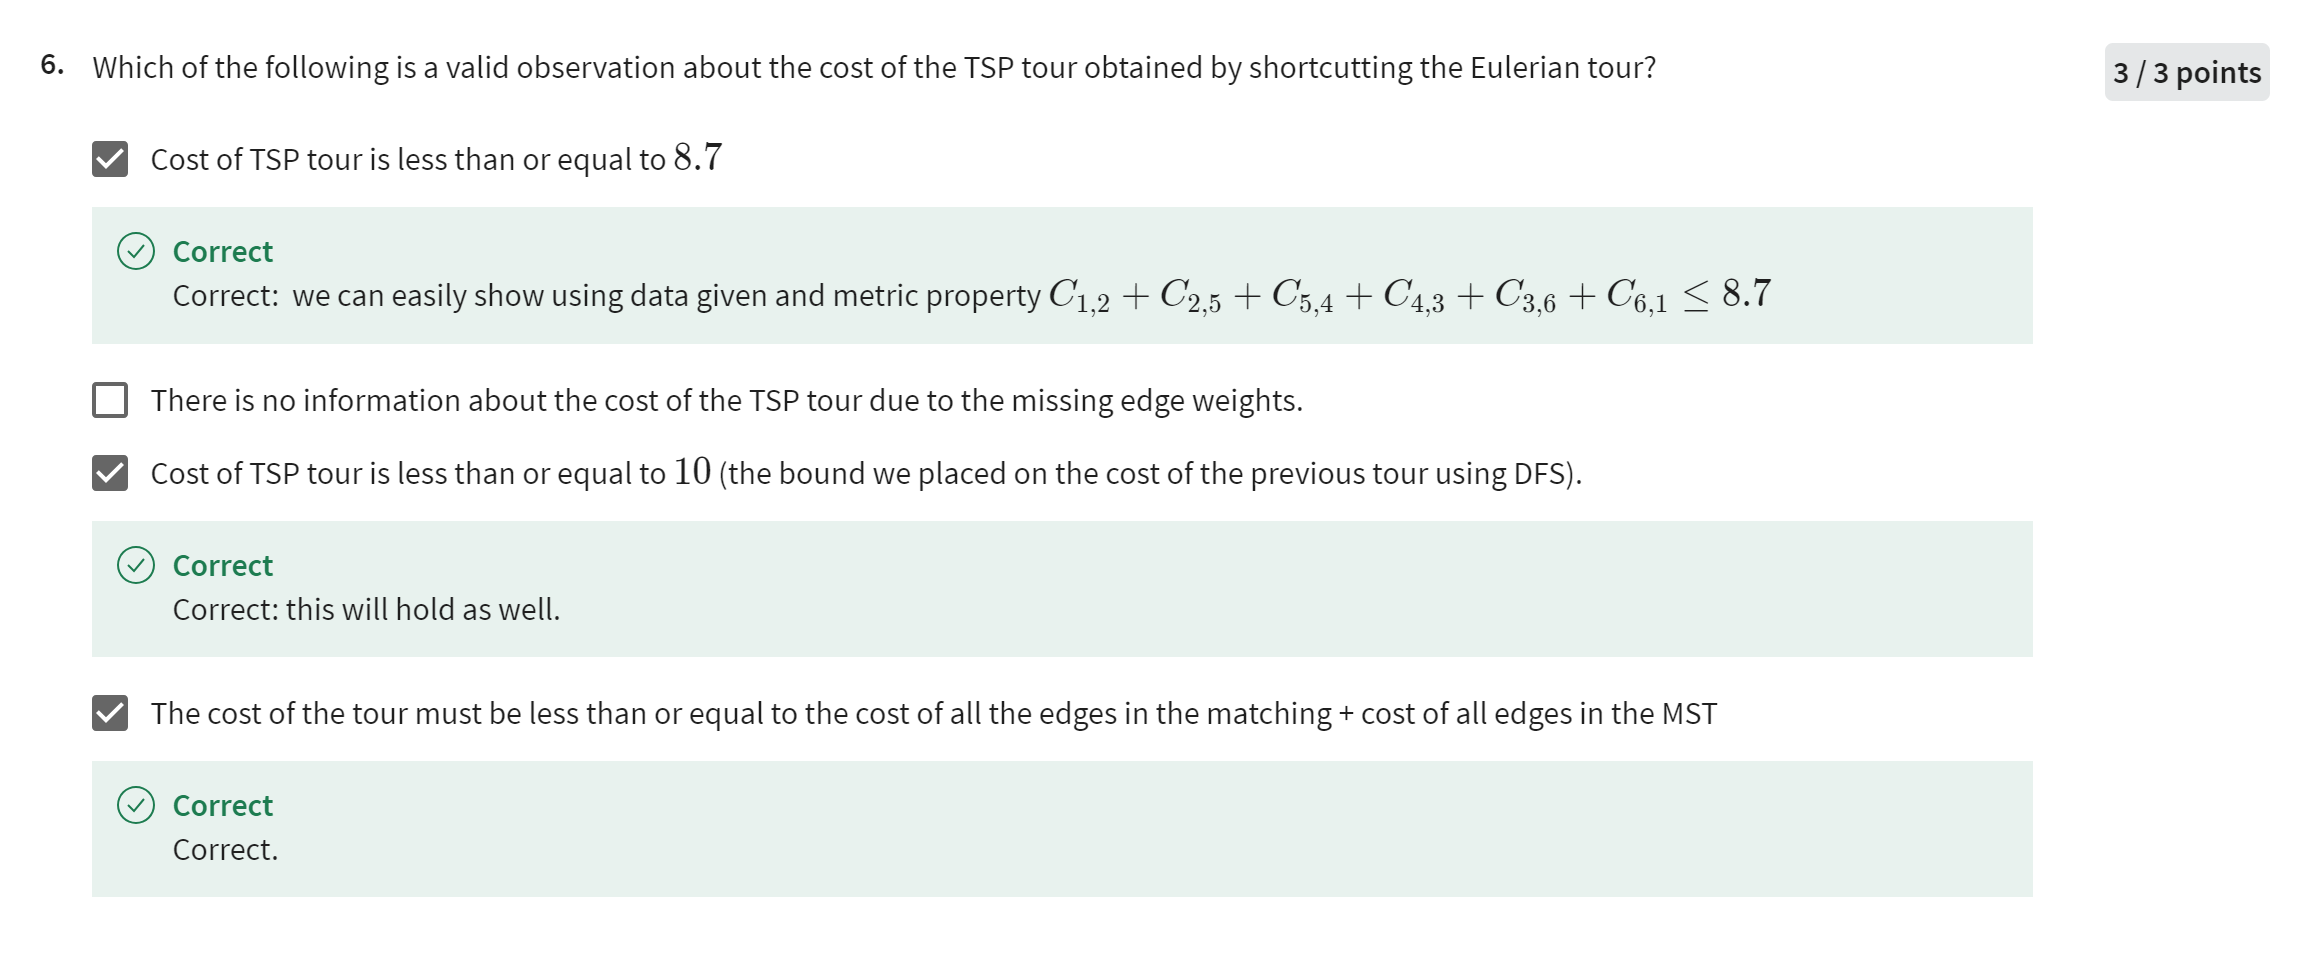 6. Which of the following is a valid observation about the cost of the TSP tour obtained by shortcutting the Eulerian tour?
3 / 3 points
Cost of TSP tour is less than or equal to 8.7
Correct
Correct: we can easily show using data given and metric property C_{1,2} + C_{2,5} + C_{5,4} + C_{4,3} + C_{3,6} + C_{6,1} ≤ 8.7
There is no information about the cost of the TSP tour due to the missing edge weights.
Cost of TSP tour is less than or equal to 10 (the bound we placed on the cost of the previous tour using DFS).
Correct
Correct: this will hold as well.
The cost of the tour must be less than or equal to the cost of all the edges in the matching + cost of all edges in the MST
Correct
Correct.